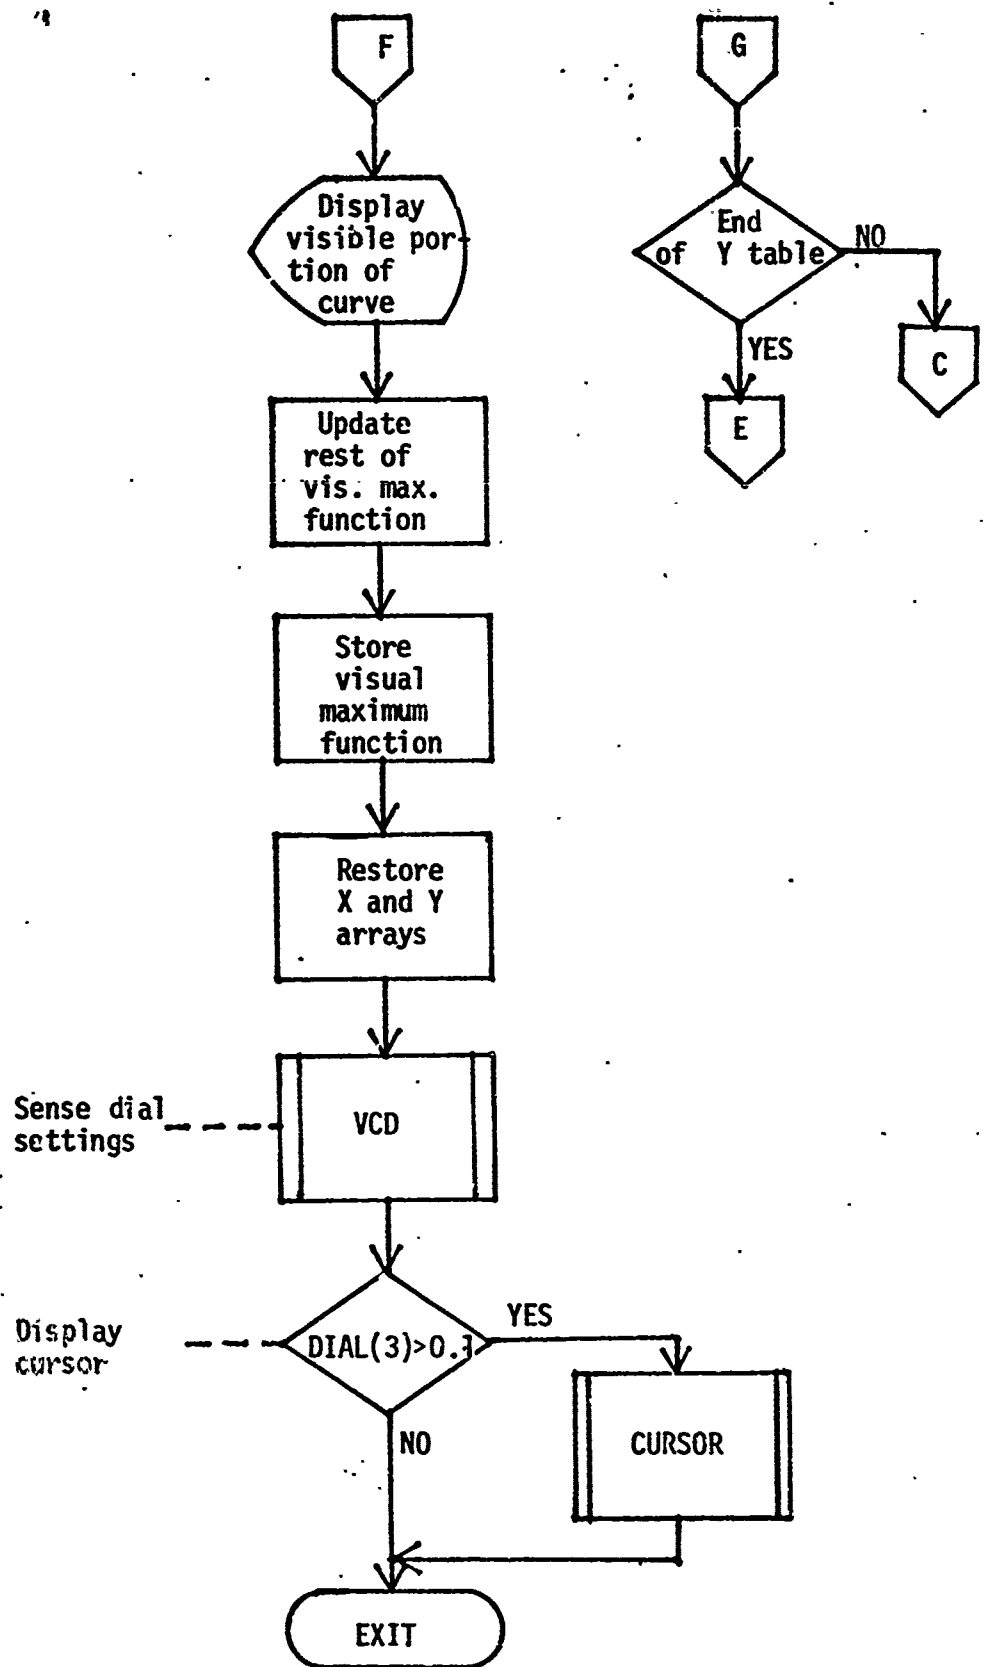 F
Display
visible por-
tion of
curve
Update
rest of
vis. max.
function
Store
visual
maximum
function
Restore
X and Y
arrays
Sense dial
settings
VCD
Display
cursor
DIAL(3)>0.
YES
NO
CURSOR
EXIT
G
End
of Y table
NO
YES
C
E